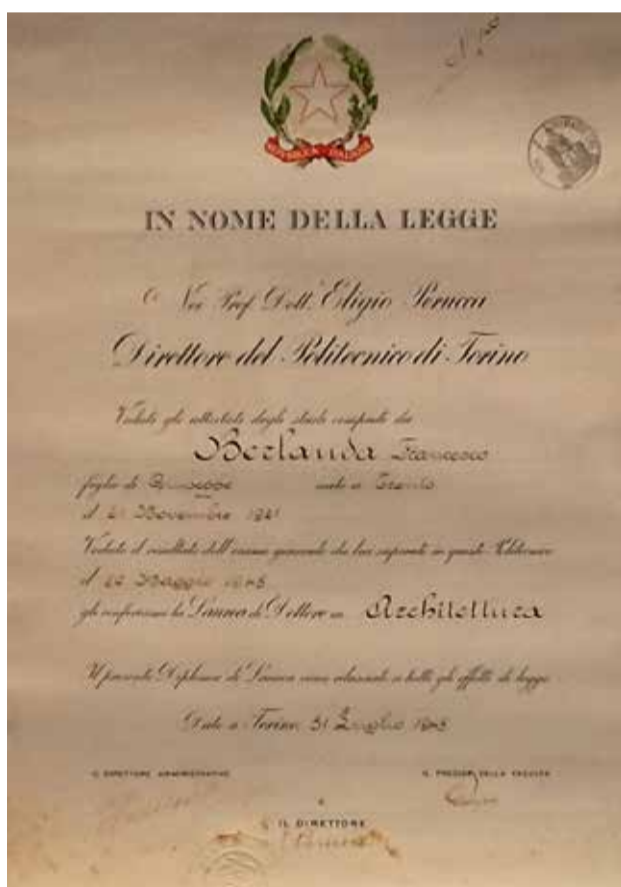 REPUBBLICA ITALIANA
IN NOME DELLA LEGGE
Noi Prof. Dott. Eligio Perucca
Direttore del Politecnico di Torino
Veduti gli attestati degli studi compiuti da
Berlanda Francesco
figlio di Giuseppe nato a Trento
il 21 Novembre 1921
Veduto il risultato dell'esame generale da lui superato in questo Politecnico
il Maggio
gli conferiamo la Laurea di Dottore in Architettura
Il presente Diploma di Laurea viene rilasciato a tutti gli effetti di legge
Dato a Torino 31 Luglio
IL DIRETTORE AMMINISTRATIVO
IL PRESIDE DELLA FACOLTÀ
IL DIRETTORE